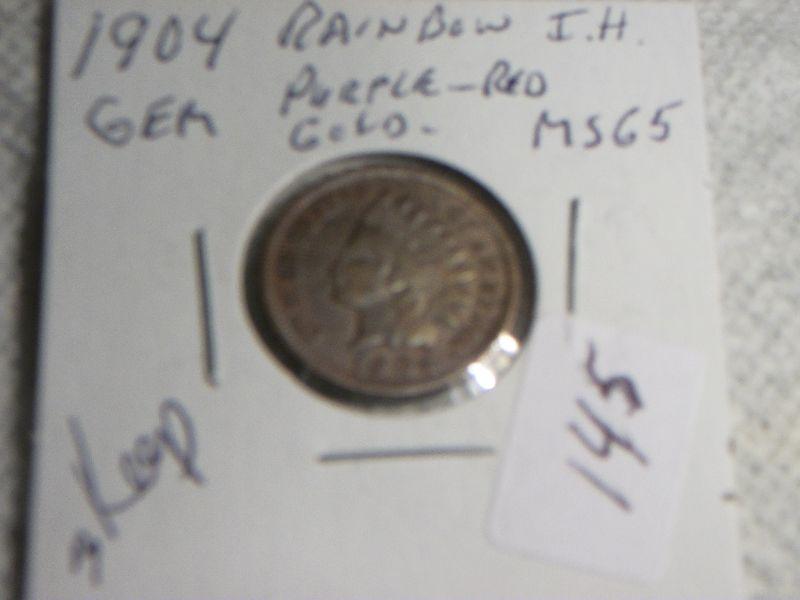 1904 RAINBOW I.H.
GEM PURPLE-RED
GOLD- MS65
Keep
145